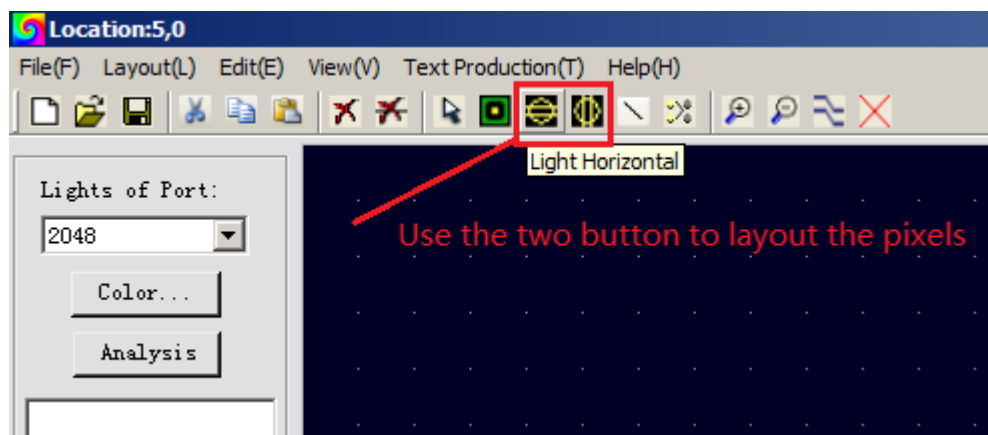 Location:5,0
File(F) Layout(L) Edit(E) View(V) Text Production(T) Help(H)
Light Horizontal
Lights of Port:
2048
Use the two button to layout the pixels
Color...
Analysis